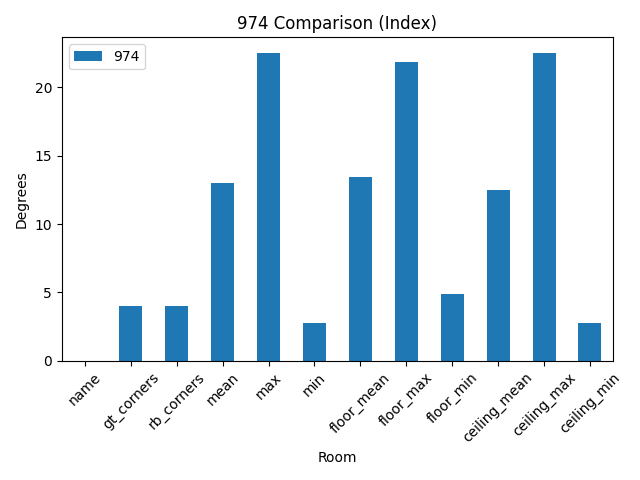 974 Comparison (Index)
974
Degrees
20
15
10
5
0
name
gt_corners
rb_corners
mean
max
min
floor_mean
floor_max
floor_min
ceiling_mean
ceiling_max
ceiling_min
Room